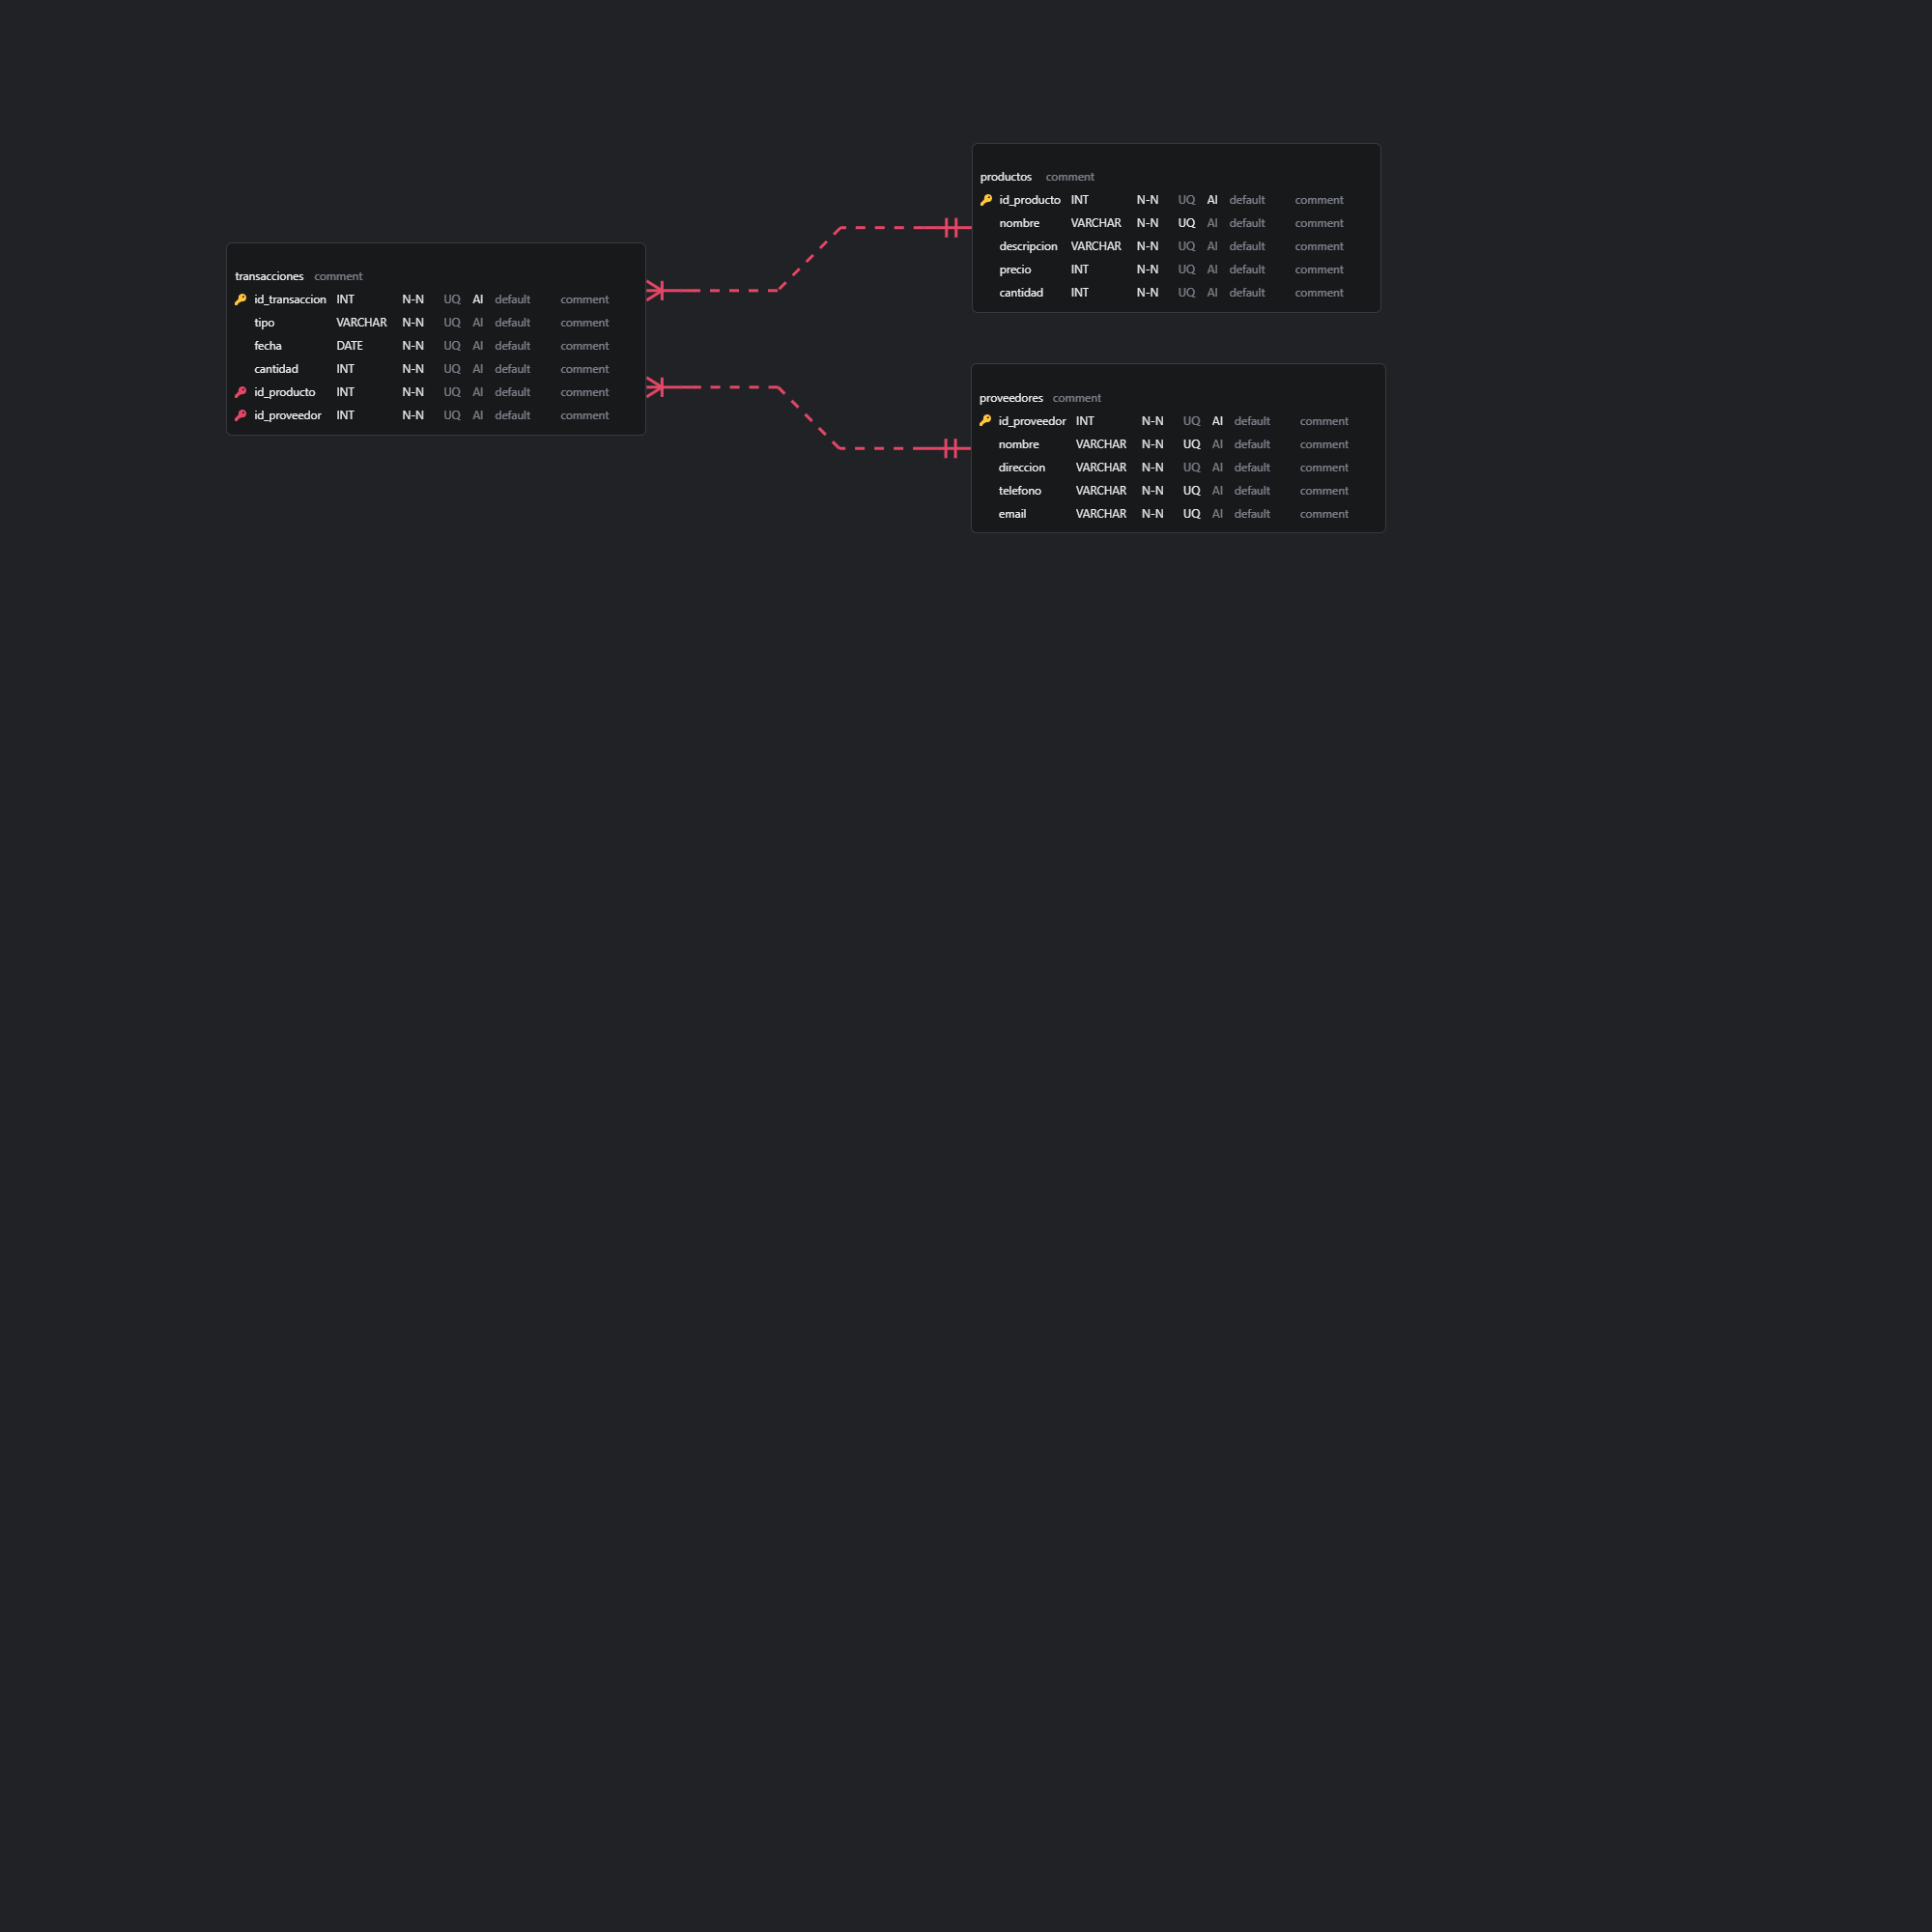 productos comment
id_producto INT N-N UQ AI default comment
nombre VARCHAR N-N UQ AI default comment
descripcion VARCHAR N-N UQ AI default comment
precio INT N-N UQ AI default comment
cantidad INT N-N UQ AI default comment
transacciones comment
id_transaccion INT N-N UQ AI default comment
tipo VARCHAR N-N UQ AI default comment
fecha DATE N-N UQ AI default comment
cantidad INT N-N UQ AI default comment
id_producto INT N-N UQ AI default comment
id_proveedor INT N-N UQ AI default comment
proveedores comment
id_proveedor INT N-N UQ AI default comment
nombre VARCHAR N-N UQ AI default comment
direccion VARCHAR N-N UQ AI default comment
telefono VARCHAR N-N UQ AI default comment
email VARCHAR N-N UQ AI default comment